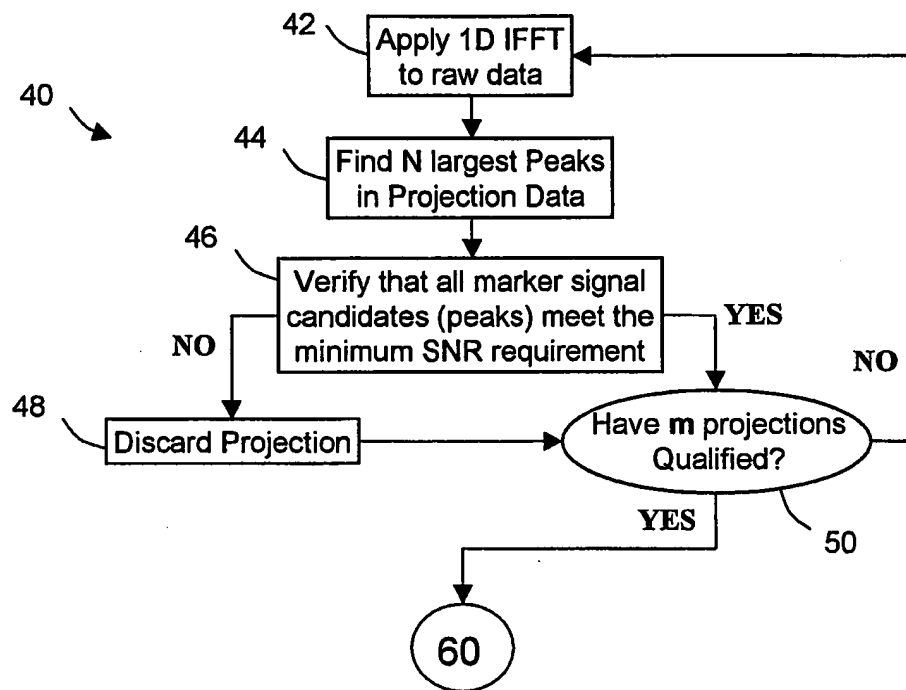 42
Apply 1D IFFT
to raw data
40
44
Find N largest Peaks
in Projection Data
46
Verify that all marker signal
candidates (peaks) meet the
minimum SNR requirement
YES
NO
NO
48
Discard Projection
Have m projections
Qualified?
YES
50
60